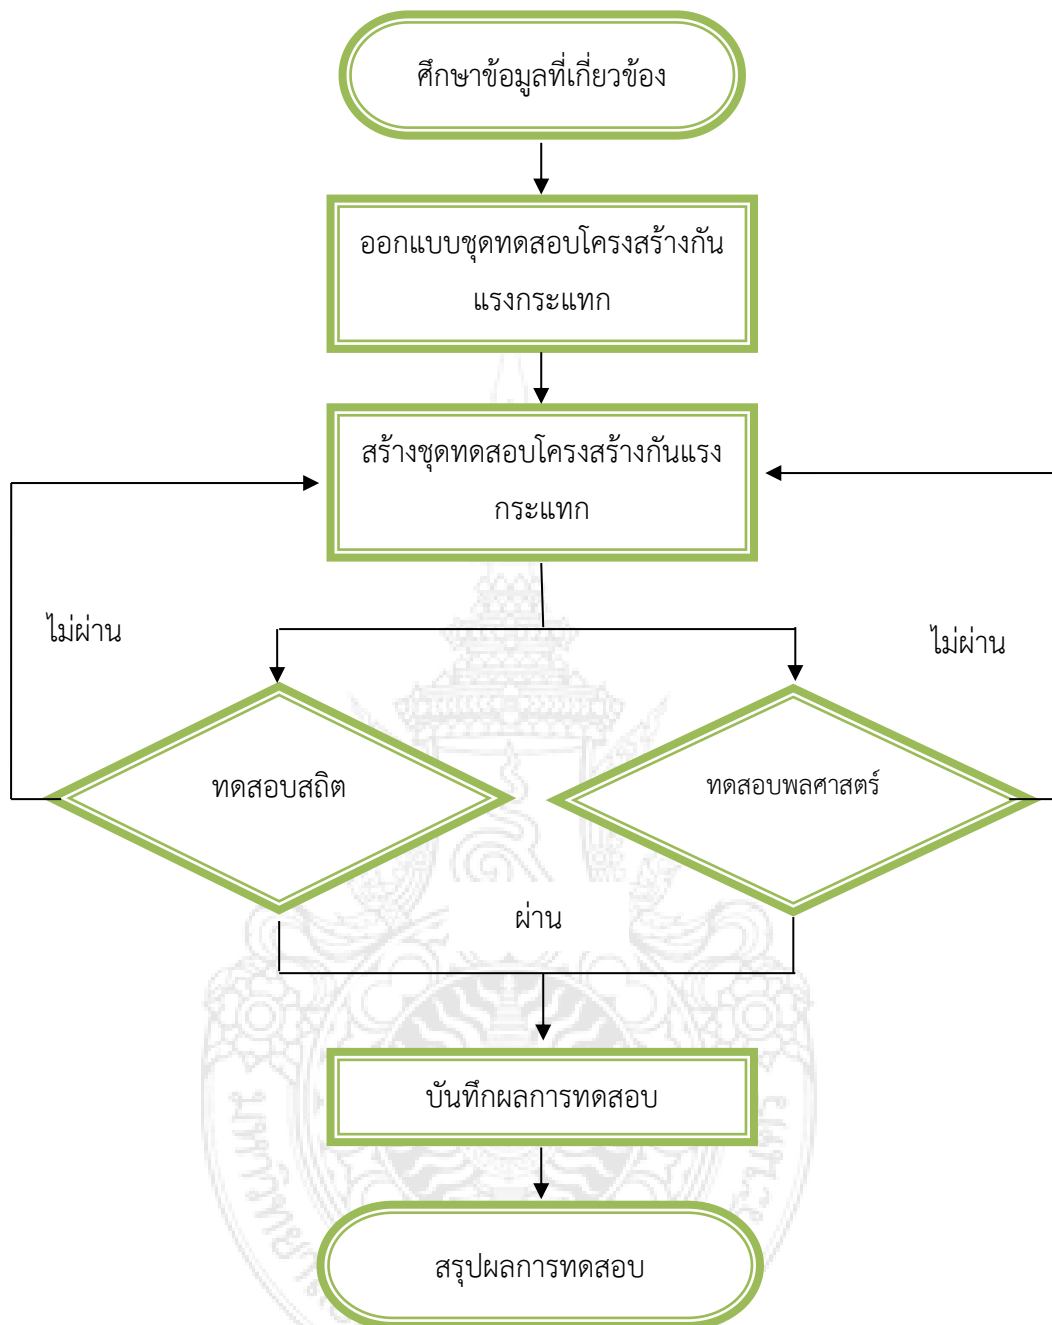 ศึกษาข้อมูลที่เกี่ยวข้อง
ออกแบบชุดทดสอบโครงสร้างกัน
แรงกระแทก
สร้างชุดทดสอบโครงสร้างกันแรง
กระแทก
ไม่ผ่าน
ไม่ผ่าน
ทดสอบสถิต
ทดสอบพลศาสตร์
ผ่าน
บันทึกผลการทดสอบ
สรุปผลการทดสอบ